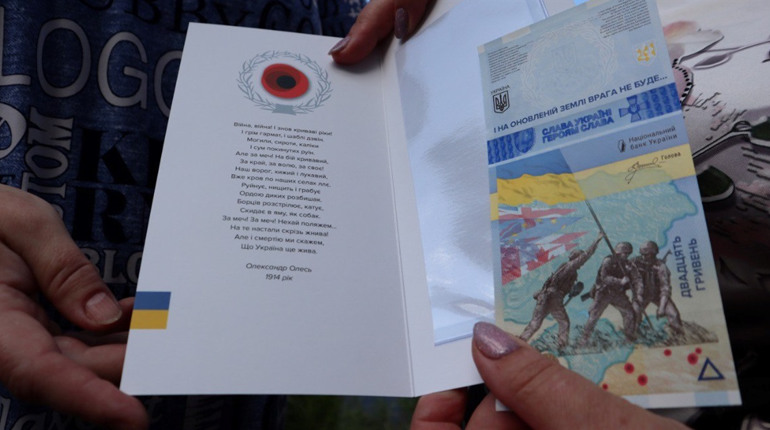 LOGO
TOM
BLO
Війна, війна! І знов криваві ріки!
І грім гармат, і шаблі дзвін.
Могили, сироти, каліки
І сум покинутих руїн.
Але за меч! На бій кривавий,
За край, за волю, за своє!
Наш ворог, хижий і лукавий,
Вже кров по наших селах ллє,
Руйнує, нищить і грабує
Ордою диких розбишак,
Борців розстрілює, катує,
Скидає в яму, як собак.
За меч! За меч! Нехай поляжем...
На те настали скрізь жнива!
Але і смертю ми скажем,
Що Україна ще жива.
Олександр Олесь
1914 рік
УКРАЇНА
І НА ОНОВЛЕНІЙ ЗЕМЛІ ВРАГА НЕ БУДЕ...
СЛАВА УКРАЇНІ
ГЕРОЯМ СЛАВА
Національний
банк України
Голова
ДВАДЦЯТЬ
ГРИВЕНЬ